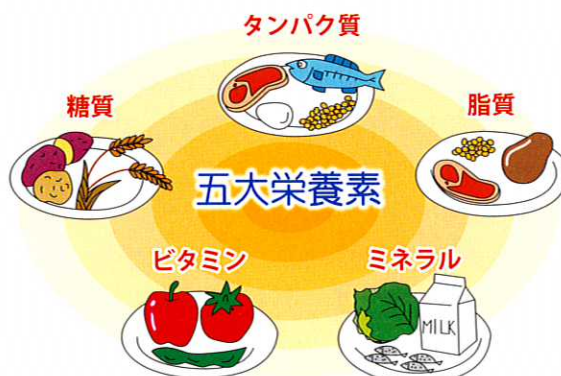 タンパク質
糖質
脂質
五大栄養素
ビタミン
ミネラル
MILK